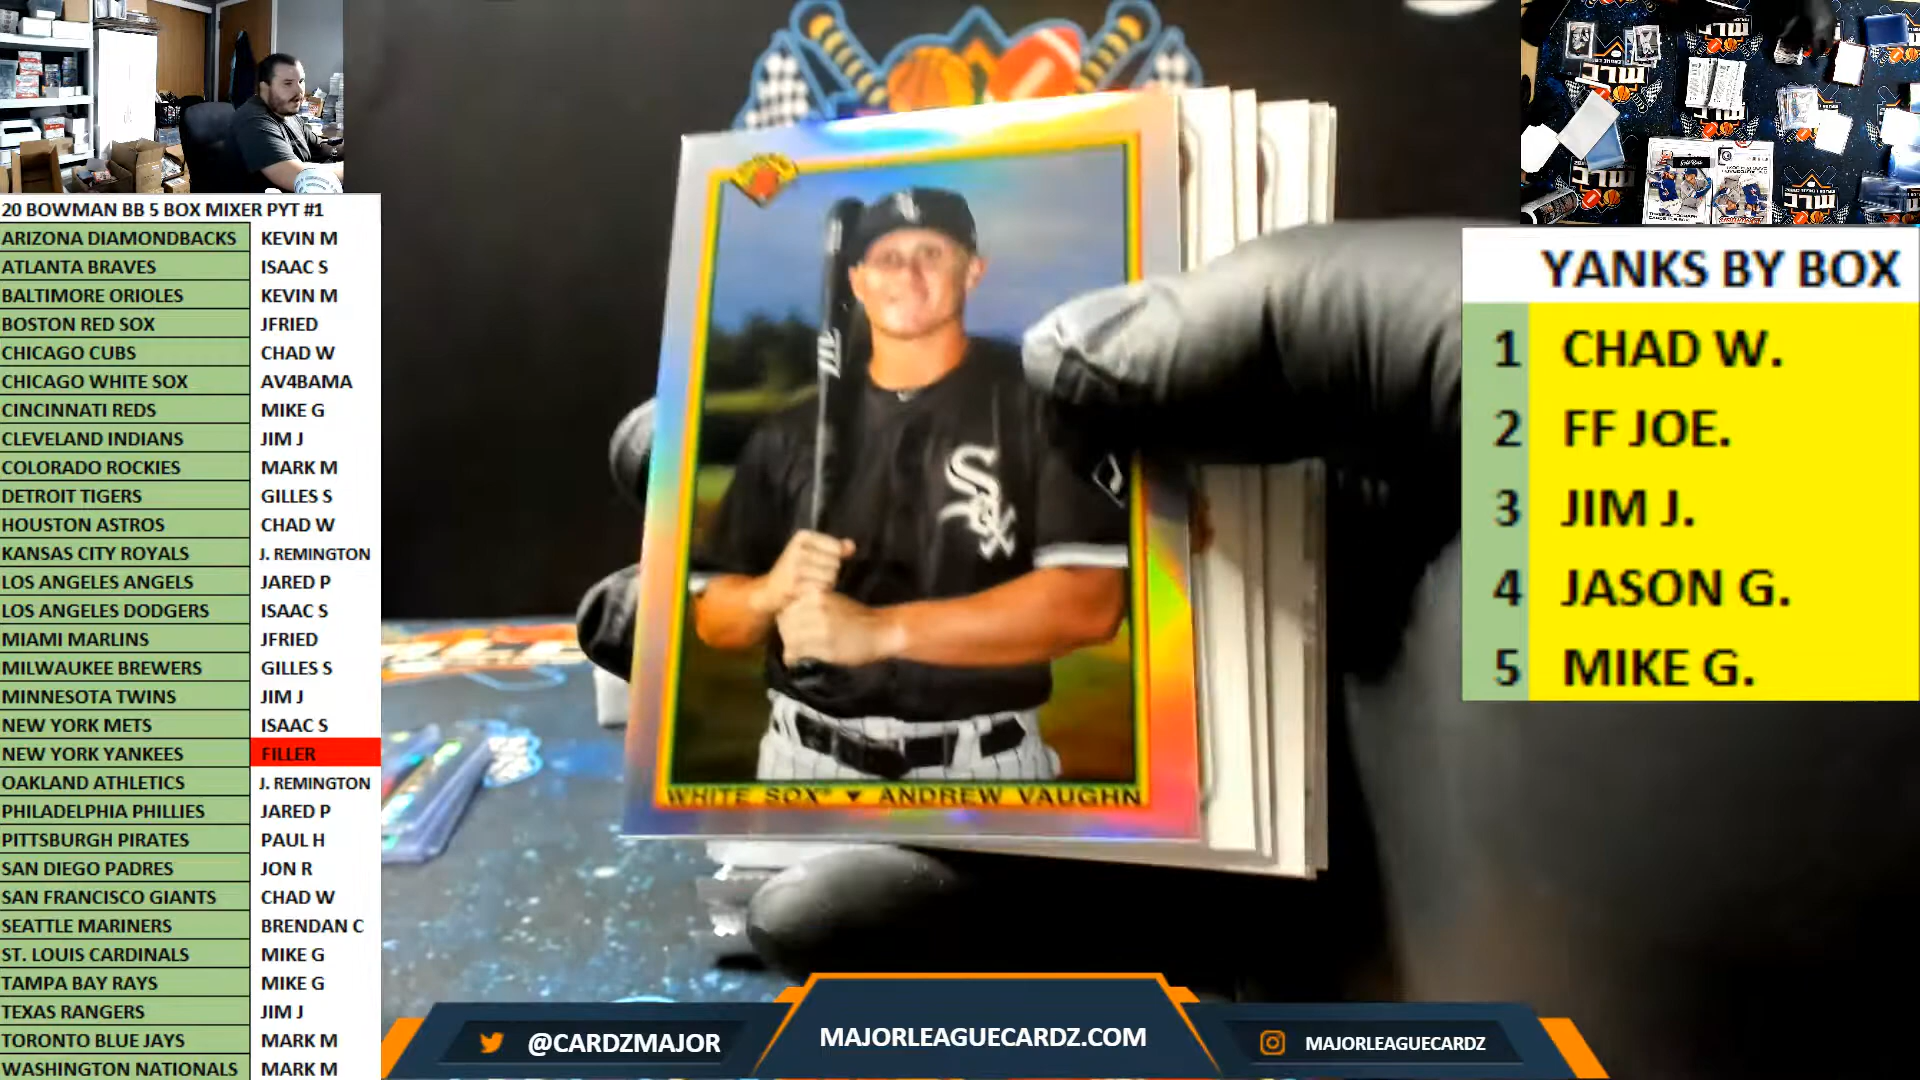 20 BOWMAN BB 5 BOX MIXER PYT #1
ARIZONA DIAMONDBACKS KEVIN M
ATLANTA BRAVES ISAAC S
BALTIMORE ORIOLES KEVIN M
BOSTON RED SOX JFRIED
CHICAGO CUBS CHAD W
CHICAGO WHITE SOX AV4BAMA
CINCINNATI REDS MIKE G
CLEVELAND INDIANS JIM J
COLORADO ROCKIES MARK M
DETROIT TIGERS GILLES S
HOUSTON ASTROS CHAD W
KANSAS CITY ROYALS J. REMINGTON
LOS ANGELES ANGELS JARED P
LOS ANGELES DODGERS ISAAC S
MIAMI MARLINS JFRIED
MILWAUKEE BREWERS GILLES S
MINNESOTA TWINS JIM J
NEW YORK METS ISAAC S
NEW YORK YANKEES FILLER
OAKLAND ATHLETICS J. REMINGTON
PHILADELPHIA PHILLIES JARED P
PITTSBURGH PIRATES PAUL H
SAN DIEGO PADRES JON R
SAN FRANCISCO GIANTS CHAD W
SEATTLE MARINERS BRENDAN C
ST. LOUIS CARDINALS MIKE G
TAMPA BAY RAYS MIKE G
TEXAS RANGERS JIM J
TORONTO BLUE JAYS MARK M
WASHINGTON NATIONALS MARK M
Sox
WHITE SOX ▼ ANDREW VAUGHN
YANKS BY BOX
1 CHAD W.
2 FF JOE.
3 JIM J.
4 JASON G.
5 MIKE G.
@CARDZMAJOR
MAJORLEAGUECARDZ.COM
MAJORLEAGUECARDZ